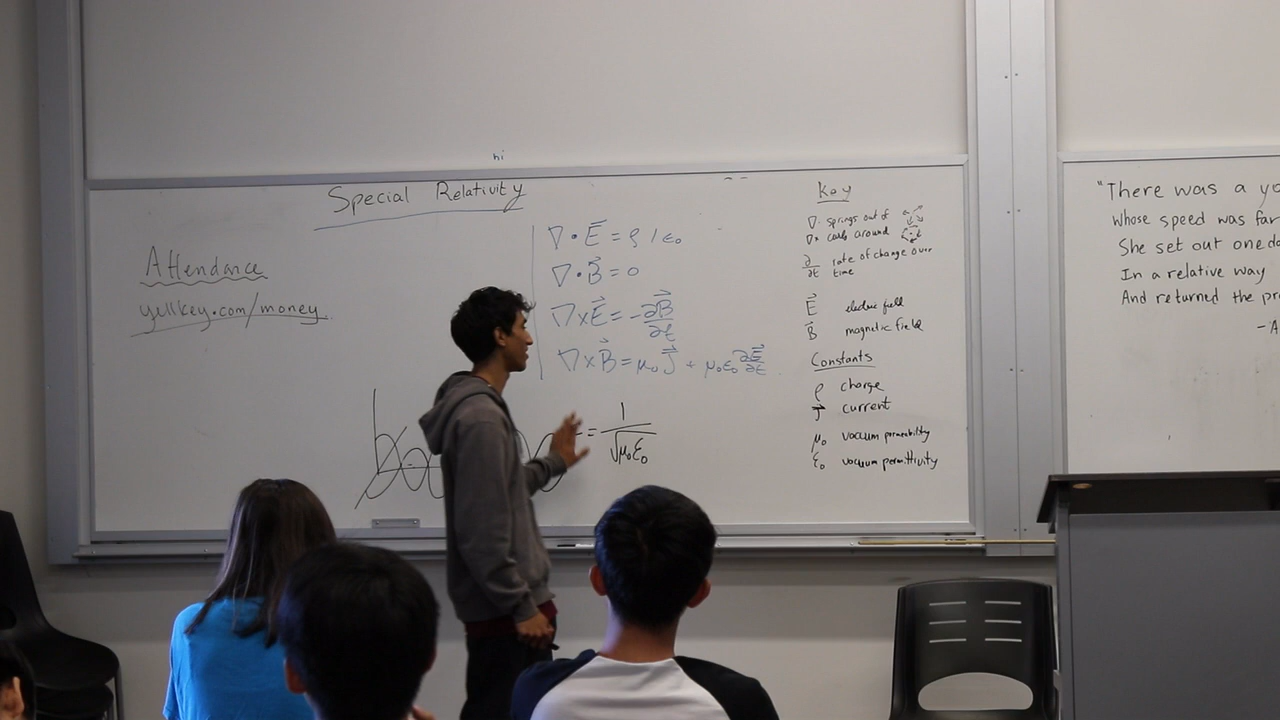 hi
Special Relativity
Attendance
yellkey.com/money
∇·E⃗ = ρ/ε₀
∇·B⃗ = 0
∇×E⃗ = -∂B⃗/∂t
∇×B⃗ = μ₀J⃗ + μ₀ε₀ ∂E⃗/∂t
= 1/√μ₀ε₀
Key
∇· springs out of
∇× curls around
∂/∂t rate of change over time
E⃗ electric field
B⃗ magnetic field
Constants
ρ charge
J⃗ current
μ₀ vacuum permeability
ε₀ vacuum permittivity
"There was a yo
whose speed was far
She set out one da
In a relative way
And returned the pr
-A